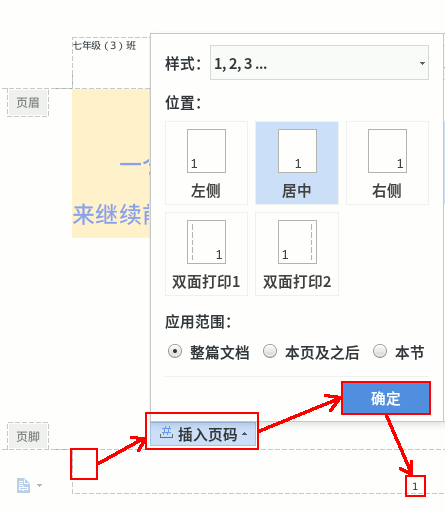 七年级（3）班
样式：
1, 2, 3 ...
页眉
位置：
1
1
1
左侧
居中
右侧
一
来继续前
1
1
双面打印1
双面打印2
应用范围：
整篇文档
本页及之后
本节
确定
页脚
插入页码
1